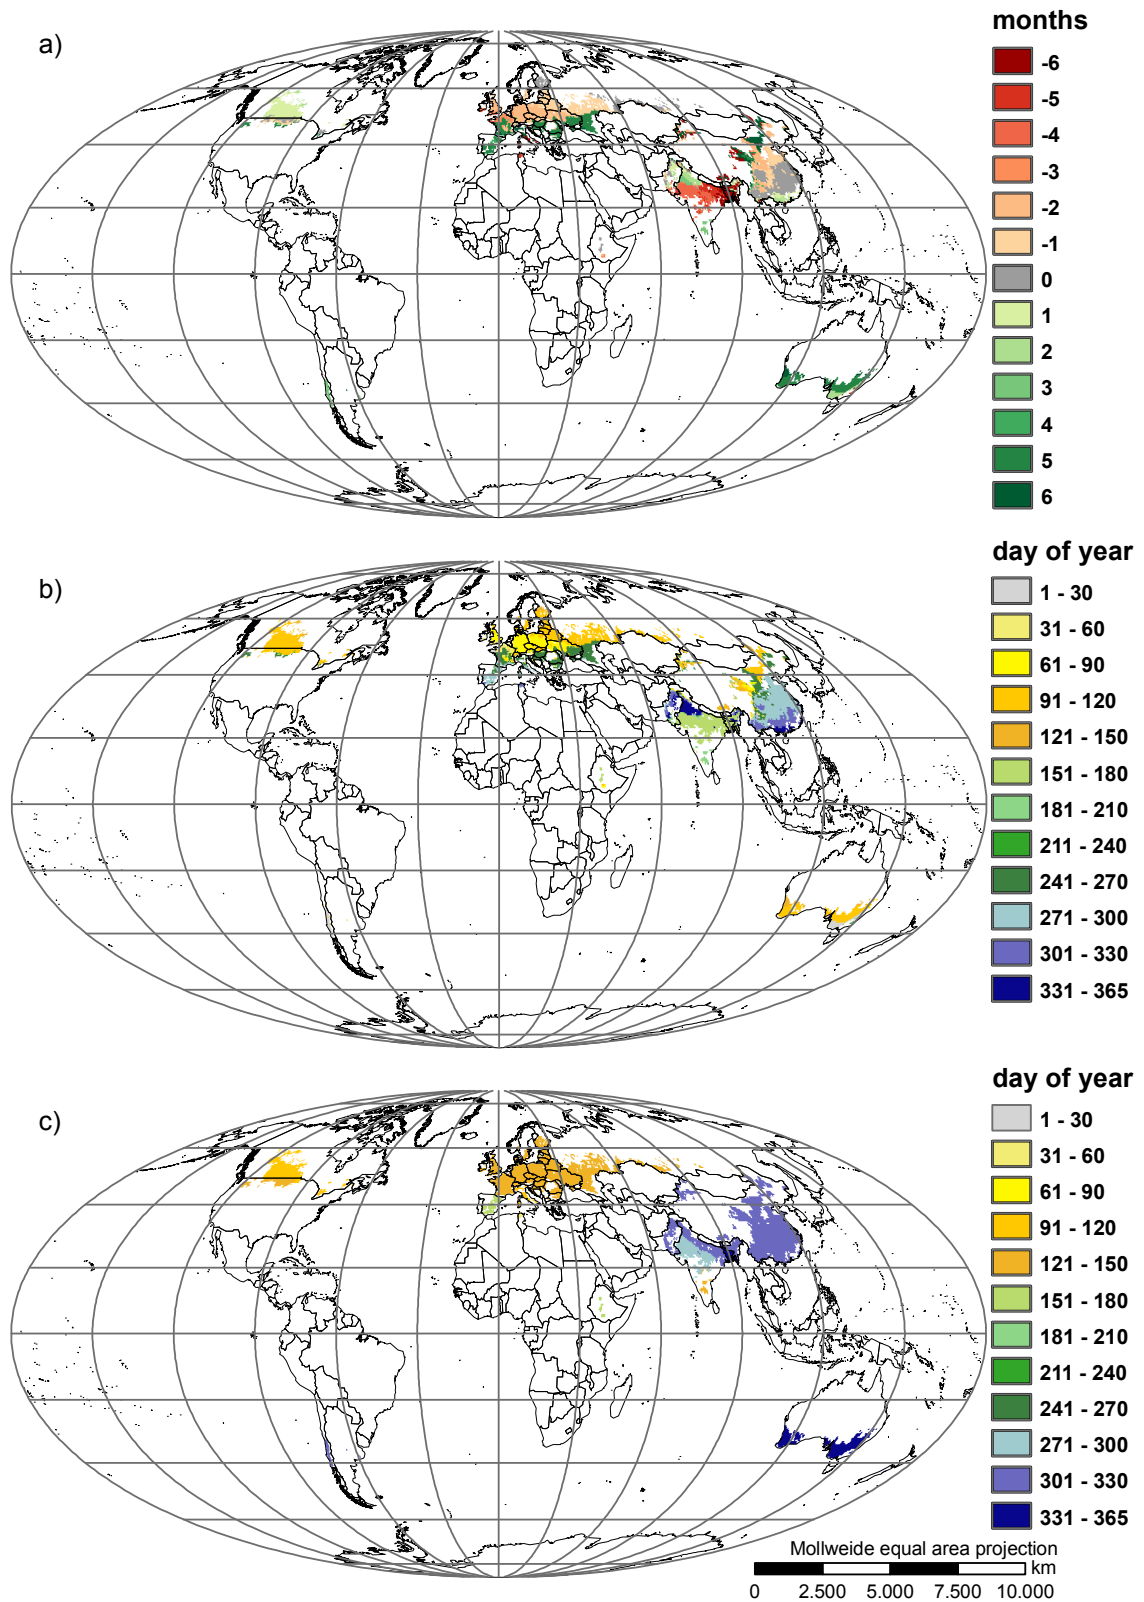 a)
months
-6
-5
-4
-3
-2
-1
0
1
2
3
4
5
6
b)
day of year
1 - 30
31 - 60
61 - 90
91 - 120
121 - 150
151 - 180
181 - 210
211 - 240
241 - 270
271 - 300
301 - 330
331 - 365
c)
day of year
1 - 30
31 - 60
61 - 90
91 - 120
121 - 150
151 - 180
181 - 210
211 - 240
241 - 270
271 - 300
301 - 330
331 - 365
Mollweide equal area projection
km
0 2.500 5.000 7.500 10.000